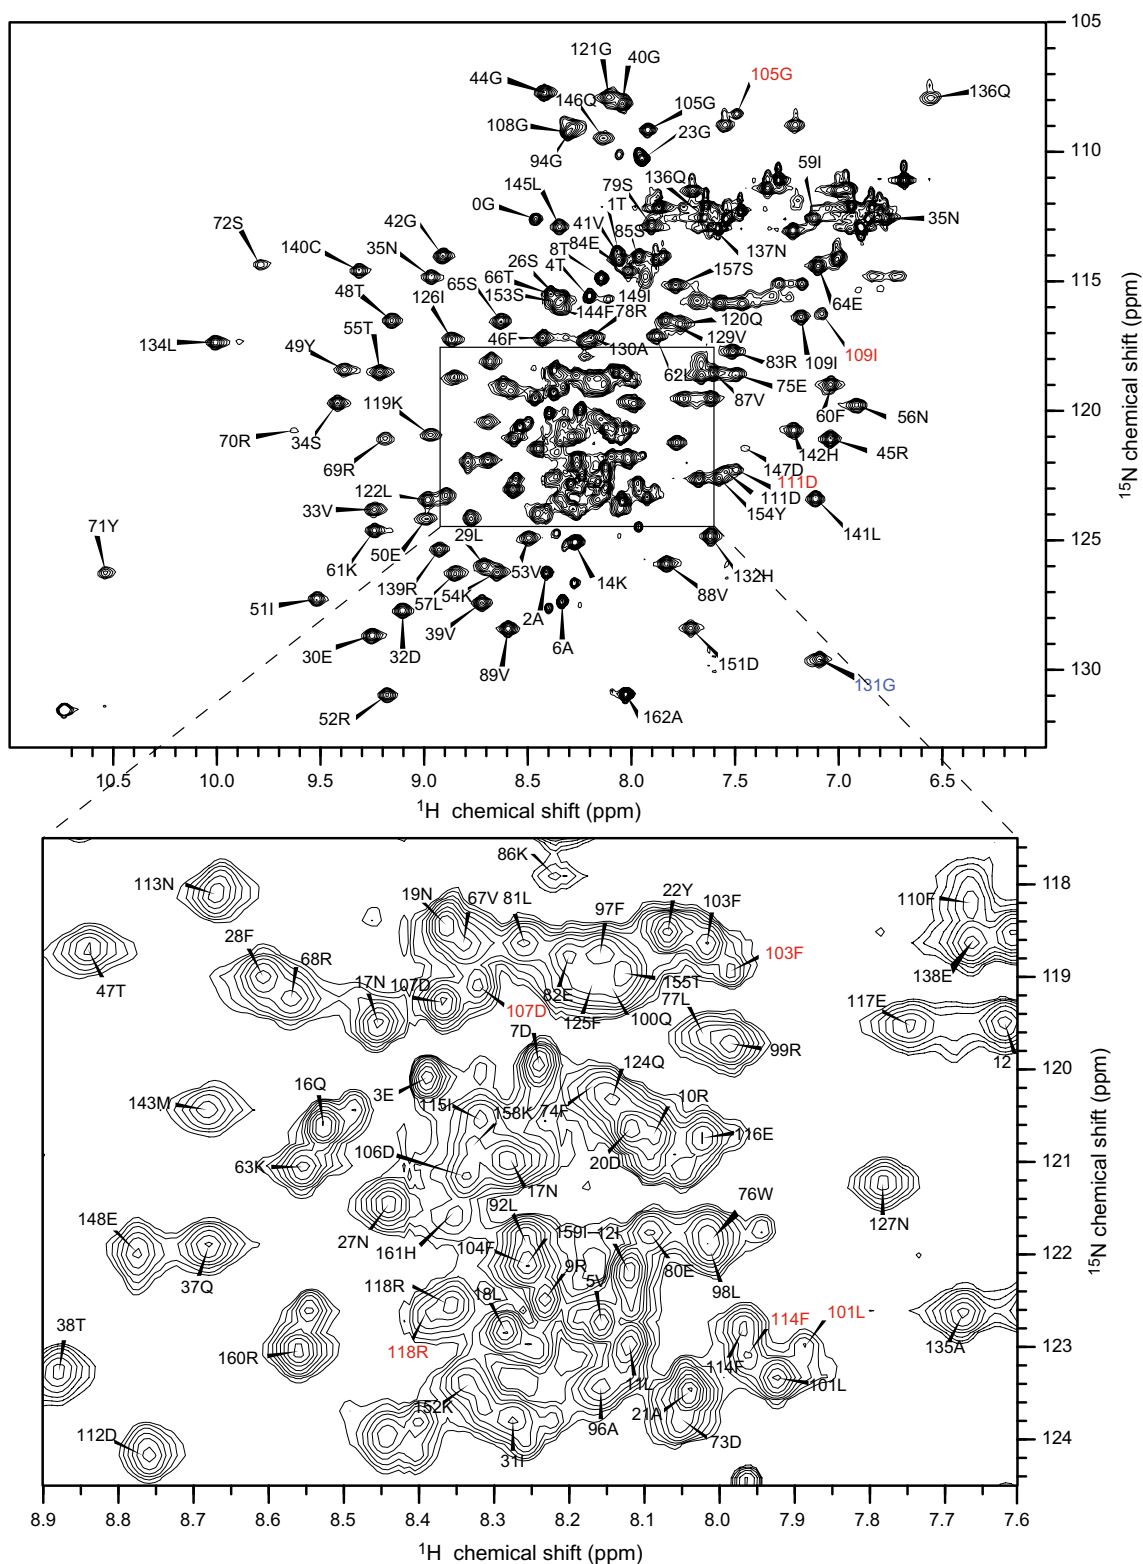 105
121G
40G
105G
44G
136Q
146Q
105G
108G
23G
94G
110
59I
136Q
79S
145L
1T
0G
35N
41V
42G
85S
72S
84E
137N
140C
8T
35N
26S
4T
157S
115
65S
66T
149I
64E
48T
126I
153S
144F
78R
120Q
55T
46F
129V
134L
49Y
130A
109I
109I
83R
62L
75E
87V
119K
60F
56N
120
70R
34S
142H
45R
69R
147D
111D
122L
111D
33V
154Y
141L
71Y
29L
50E
125
61K
132H
139R
53V
14K
57L
54K
88V
51I
2A
39V
6A
30E
32D
151D
89V
131G
130
52R
162A
15N chemical shift (ppm)
10.5 10.0 9.5 9.0 8.5 8.0 7.5 7.0 6.5
1H chemical shift (ppm)
86K
118
113N
19N
67V 81L
22Y
103F
97F
110F
28F
68R
103F
138E
47T
17N
107D
82E
155T
119
107D
125F
77L
117E
100Q
7D
99R
12
124Q
120
16Q
3E
10R
143M
115I
158K
74F
106D
116E
63K
20D
121
17N
76W
148E
92L
127N
27N
159I
12I
161H
104F
122
9R
80E
37Q
118R
5V
98L
18L
38T
114F
101L
118R
160R
135A
114F
123
11L
101L
152K
21A
96A
112D
73D
31I
124
15N chemical shift (ppm)
8.9 8.8 8.7 8.6 8.5 8.4 8.3 8.2 8.1 8.0 7.9 7.8 7.7 7.6
1H chemical shift (ppm)